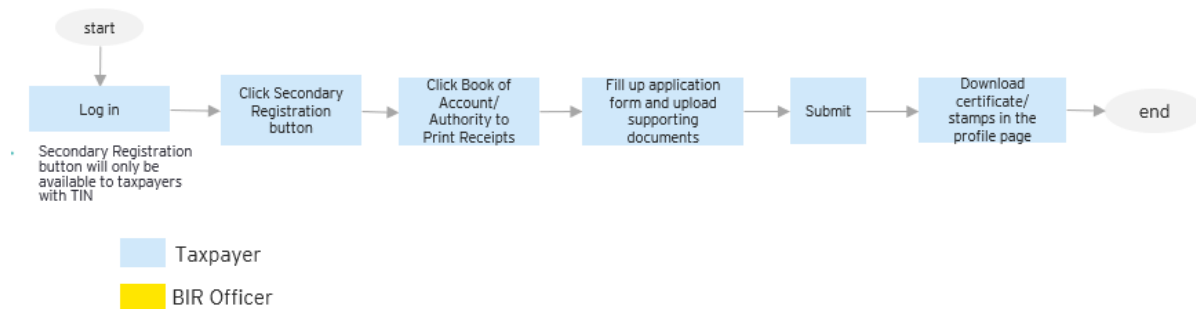 start
Log in
Secondary Registration
button will only be
available to taxpayers
with TIN
Click Secondary
Registration
button
Click Book of
Account/
Authority to
Print Receipts
Fill up application
form and upload
supporting
documents
Submit
Download
certificate/
stamps in the
profile page
end
Taxpayer
BIR Officer